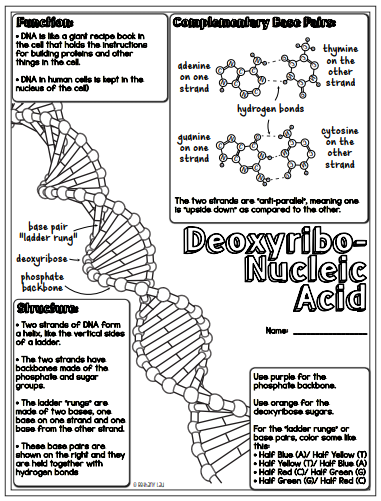 Function:
• DNA is like a giant recipe book in
the cell that holds the instructions
for building proteins and other
things in the cell.
• DNA in human cells is kept in the
nucleus of the cell)
Complementary Base Pairs:
adenine
on one
strand
thymine
on the
other
strand
hydrogen bonds
guanine
on one
strand
cytosine
on the
other
strand
The two strands are "anti-parallel", meaning one
is "upside down" as compared to the other.
base pair
"ladder rung"
deoxyribose
phosphate
backbone
Deoxyribo-
Nucleic
Acid
Name:
Structure:
• Two strands of DNA form
a helix, like the vertical sides
of a ladder.
• The two strands have
backbones made of the
phosphate and sugar
groups.
• The ladder "rungs" are
made of two bases, one
base on one strand and one
base from the other strand.
• These base pairs are
shown on the right and they
are held together with
hydrogen bonds
Use purple for the
phosphate backbone.
Use orange for the
deoxyribose sugars.
For the "ladder rungs" or
base pairs, color some like
this:
• Half Blue (A)/ Half Yellow (T)
• Half Yellow (T)/ Half Blue (A)
• Half Red (C)/ Half Green (G)
• Half Green (G)/ Half Red (C)